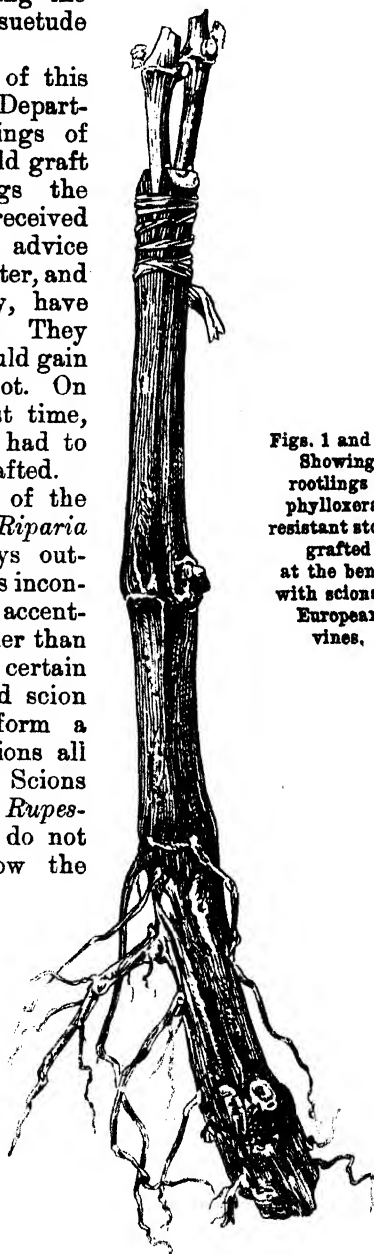 suetude
of this
Depart-
ings of
ld graft
gs the
received
advice
ter, and
y, have
They
uld gain
ot. On
st time,
had to
afted.
of the
Riparia
ys out-
s incon-
accent-
er than
certain
d scion
form a
ions all
Scions
Rupes-
do not
ow the
Figs. 1 and
Showing
rootlings
phylloxera
resistant sto
grafted
at the ben
with scions
European
vines,